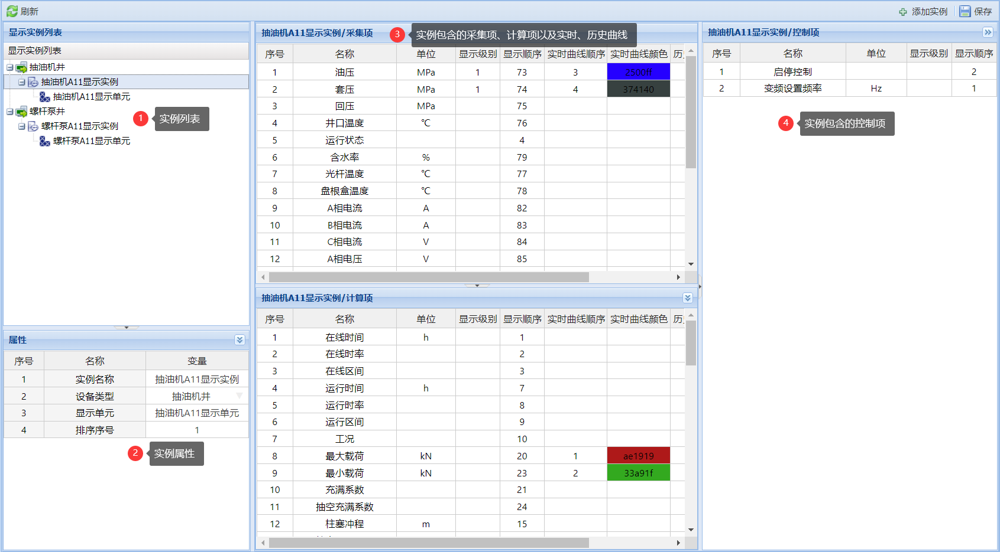 刷新
添加实例
保存
显示实例列表
显示实例列表
抽油机井
抽油机A11显示实例
抽油机A11显示单元
螺杆泵井
螺杆泵A11显示实例
螺杆泵A11显示单元
1 实例列表
属性
序号 名称 变量
1 实例名称 抽油机A11显示实例
2 设备类型 抽油机井
3 显示单元 抽油机A11显示单元
4 排序序号 1
2 实例属性
抽油机A11显示实例/采集项
3 实例包含的采集项、计算项以及实时、历史曲线
序号 名称 单位 显示级别 显示顺序 实时曲线顺序 实时曲线颜色 历
1 油压 MPa 1 73 3 2500ff
2 套压 MPa 1 74 4 374140
3 回压 MPa 75
4 井口温度 ℃ 76
5 运行状态 4
6 含水率 % 79
7 光杆温度 ℃ 77
8 盘根盒温度 ℃ 78
9 A相电流 A 82
10 B相电流 A 83
11 C相电流 V 84
12 A相电压 V 85
抽油机A11显示实例/计算项
序号 名称 单位 显示级别 显示顺序 实时曲线顺序 实时曲线颜色 历
1 在线时间 h 1
2 在线时率 2
3 在线区间 3
4 运行时间 h 7
5 运行时率 8
6 运行区间 9
7 工况 10
8 最大载荷 kN 20 1 ae1919
9 最小载荷 kN 23 2 33a91f
10 充满系数 21
11 抽空充满系数 24
12 柱塞冲程 m 15
抽油机A11显示实例/控制项
序号 名称 单位 显示级别 显示顺序
1 启停控制 2
2 变频设置频率 Hz 1
4 实例包含的控制项